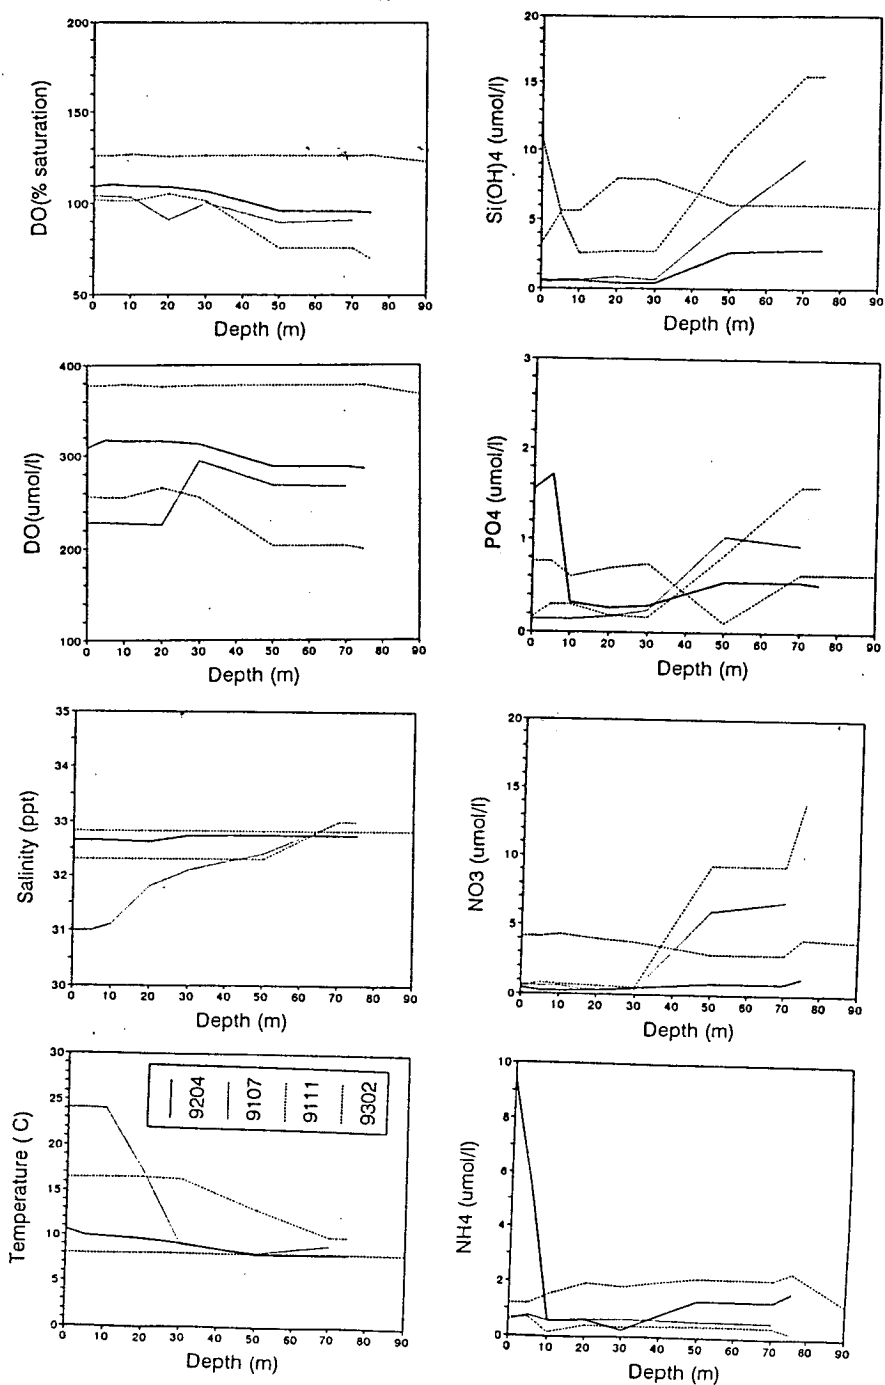 200
150
100
50
0 10 20 30 40 50 60 70 80 90
DO(% saturation)
Depth (m)
20
15
10
5
0
0 10 20 30 40 50 60 70 80 90
Si(OH)4 (umol/l)
Depth (m)
400
300
200
100
0 10 20 30 40 50 60 70 80 90
DO(umol/l)
Depth (m)
3
2
1
0
0 10 20 30 40 50 60 70 80 90
PO4 (umol/l)
Depth (m)
35
34
33
32
31
30
0 10 20 30 40 50 60 70 80 90
Salinity (ppt)
Depth (m)
20
15
10
5
0
0 10 20 30 40 50 60 70 80 90
NO3 (umol/l)
Depth (m)
30
25
20
15
10
5
0
0 10 20 30 40 50 60 70 80 90
Temperature ( C)
Depth (m)
9204
9107
9111
9302
10
8
6
4
2
0
0 10 20 30 40 50 60 70 80 90
NH4 (umol/l)
Depth (m)